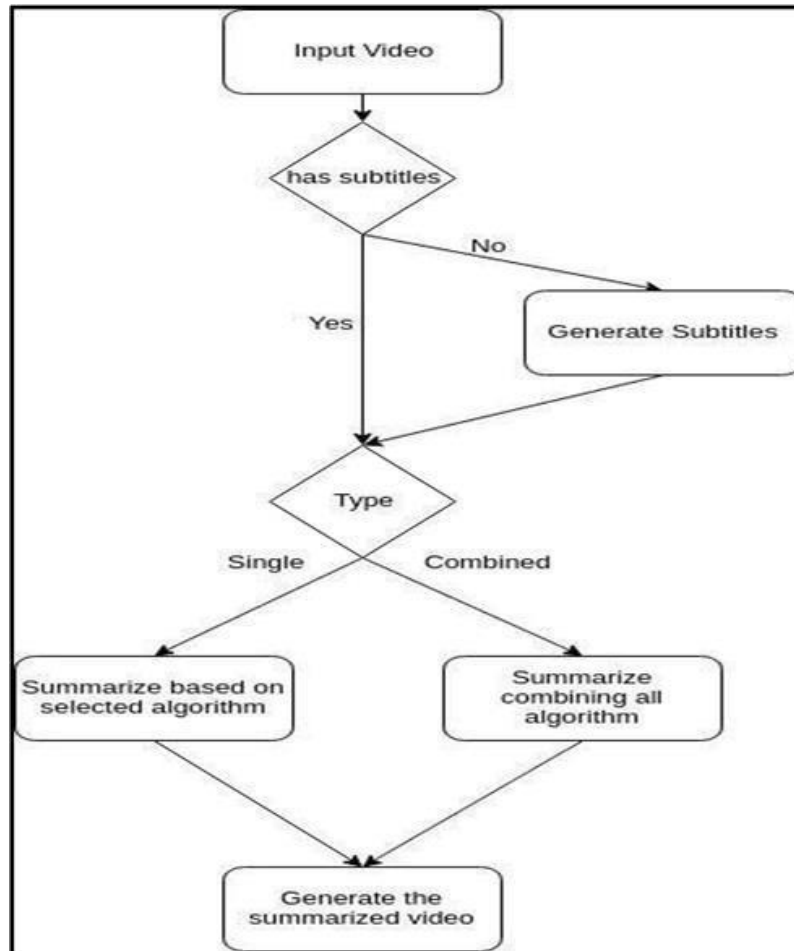 Input Video
has subtitles
No
Yes
Generate Subtitles
Type
Single
Combined
Summarize based on
selected algorithm
Summarize
combining all
algorithm
Generate the
summarized video